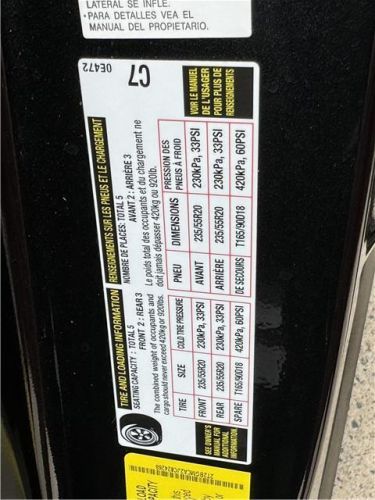 LATERAL SE INFLE.
• PARA DETALLES VEA EL
MANUAL DEL PROPIETARIO.
TIRE AND LOADING INFORMATION
SEATING CAPACITY : TOTAL 5
FRONT 2 : REAR 3
The combined weight of occupants and
cargo should never exceed 420kg or 920lbs.
TIRE SIZE COLD TIRE PRESSURE
FRONT 235/55R20 230kPa, 33PSI
REAR 235/55R20 230kPa, 33PSI
SPARE T165/90D18 420kPa, 60PSI
SEE OWNER'S
MANUAL FOR
ADDITIONAL
INFORMATION
RENSEIGNEMENTS SUR LES PNEUS ET LE CHARGEMENT
NOMBRE DE PLACES: TOTAL 5
AVANT 2 : ARRIÈRE 3
Le poids total des occupants et du chargement ne
doit jamais dépasser 420kg ou 920lb.
PNEU DIMENSIONS PRESSION DES
PNEUS À FROID
AVANT 235/55R20 230kPa, 33PSI
ARRIÈRE 235/55R20 230kPa, 33PSI
DE SECOURS T165/90D18 420kPa, 60PSI
VOIR LE MANUEL
DE L'USAGER
POUR PLUS DE
RENSEIGNEMENTS
C7
0E472